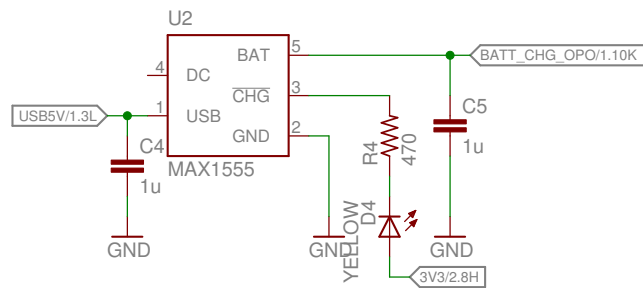 U2
BAT
5
BATT_CHG_OPO/1.10K
4
DC
CHG
3
USB5V/1.3L
1
USB
C5
C4
GND
2
R4
470
1u
1u
MAX1555
YELLOW
D4
GND
GND
GND
3V3/2.8H